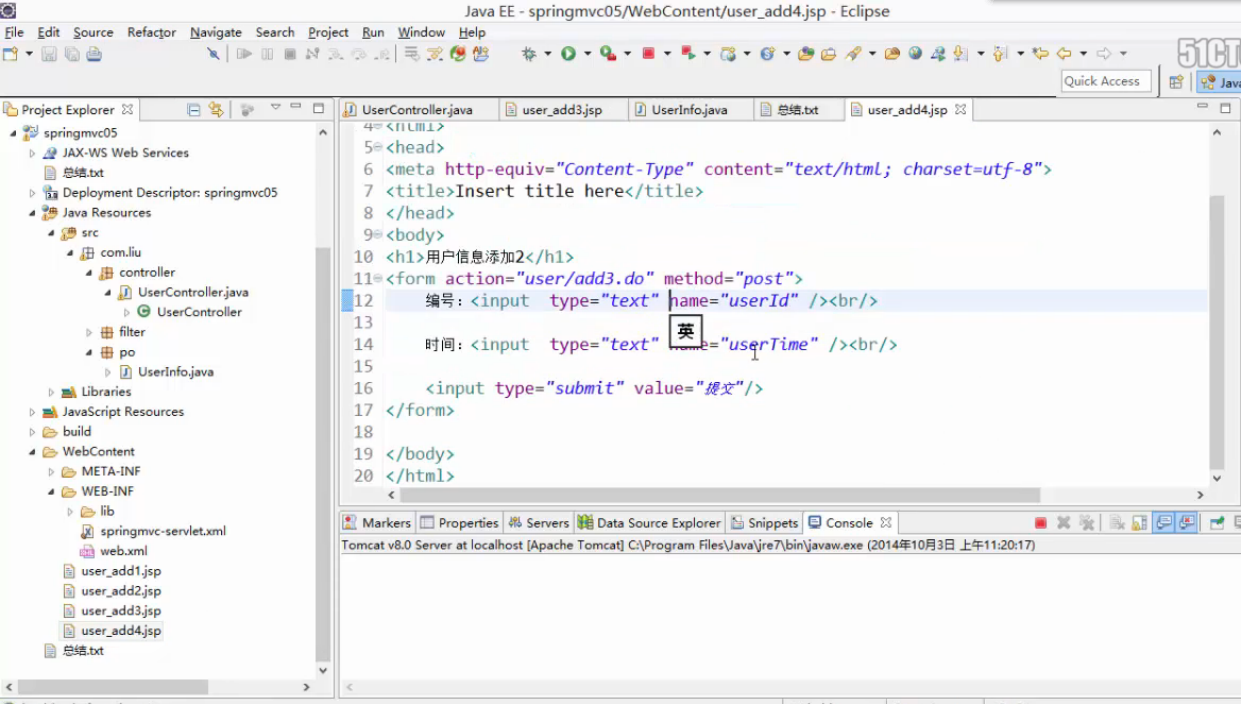 Java EE - springmvc05/WebContent/user_add4.jsp - Eclipse
File Edit Source Refactor Navigate Search Project Run Window Help
Quick Access
Java
Project Explorer
UserController.java user_add3.jsp UserInfo.java 总结.txt user_add4.jsp
springmvc05
JAX-WS Web Services
总结.txt
Deployment Descriptor: springmvc05
Java Resources
src
com.liu
controller
UserController.java
UserController
filter
po
UserInfo.java
Libraries
JavaScript Resources
build
WebContent
META-INF
WEB-INF
lib
springmvc-servlet.xml
web.xml
user_add1.jsp
user_add2.jsp
user_add3.jsp
user_add4.jsp
总结.txt
4 <html>
5 <head>
6 <meta http-equiv="Content-Type" content="text/html; charset=utf-8">
7 <title>Insert title here</title>
8 </head>
9 <body>
10 <h1>用户信息添加2</h1>
11 <form action="user/add3.do" method="post">
12 编号：<input type="text" name="userId" /><br/>
英
13
14 时间：<input type="text" name="userTime" /><br/>
15
16 <input type="submit" value="提交"/>
17 </form>
18
19 </body>
20 </html>
Markers Properties Servers Data Source Explorer Snippets Console
Tomcat v8.0 Server at localhost [Apache Tomcat] C:\Program Files\Java\jre7\bin\javaw.exe (2014年10月3日 上午11:20:17)